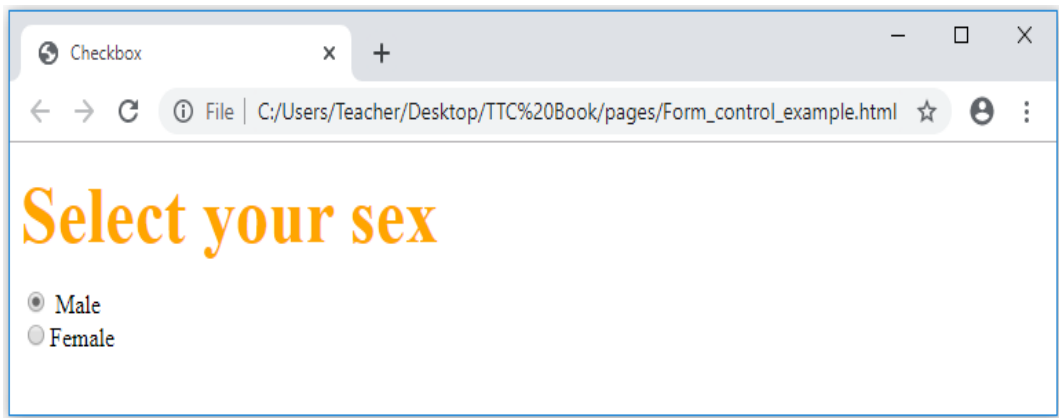 Checkbox
File C:/Users/Teacher/Desktop/TTC%20Book/pages/Form_control_example.html
Select your sex
Male
Female